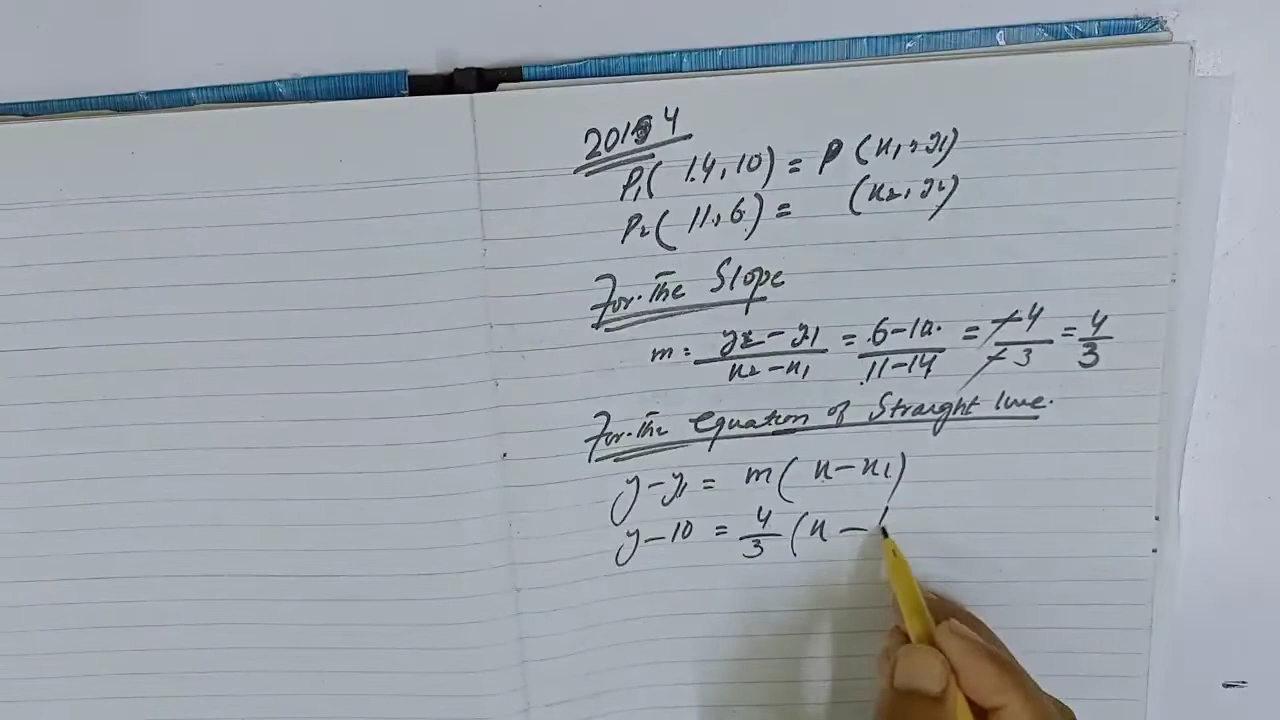 2014
P₁( 14, 10) = P (x₁, y₁)
P₂( 11, 6) = (x₂, y₂)
For The Slope
m = y₂ - y₁ / x₂ - x₁ = 6 - 10 / 11 - 14 = -4 / -3 = 4 / 3
For The equation of Straight line.
y - y₁ = m( x - x₁)
y - 10 = 4 / 3 (x -